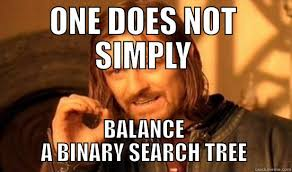 ONE DOES NOT
SIMPLY
BALANCE
A BINARY SEARCH TREE